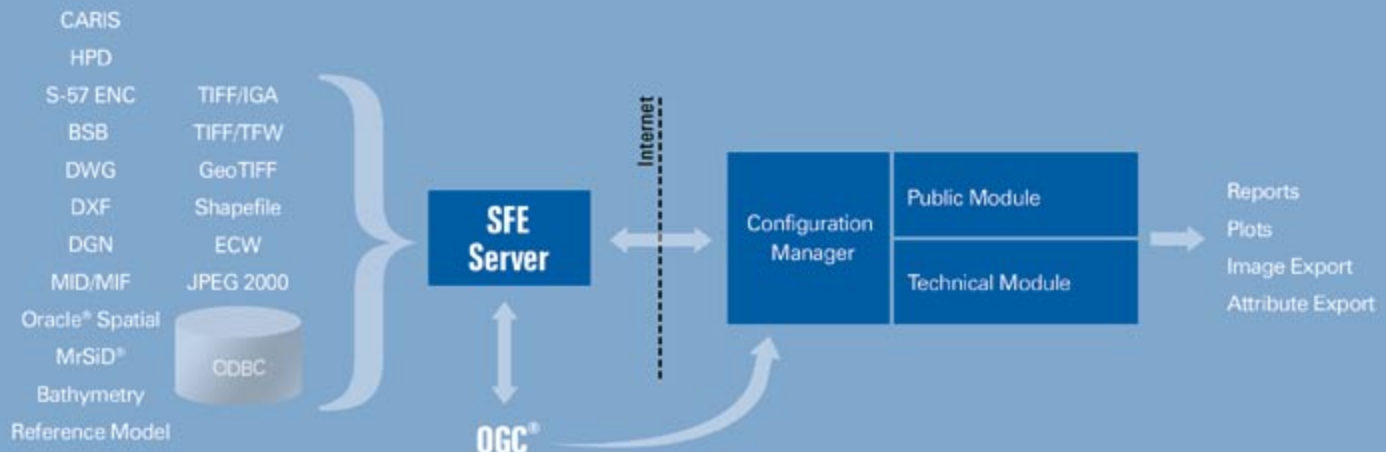 CARIS
HPD
S-57 ENC
BSB
DWG
DXF
DGN
MID/MIF
Oracle® Spatial
MrSiD®
Bathymetry
Reference Model
TIFF/IGA
TIFF/TFW
GeoTIFF
Shapefile
ECW
JPEG 2000
ODBC
SFE
Server
OGC®
Internet
Configuration
Manager
Public Module
Technical Module
Reports
Plots
Image Export
Attribute Export